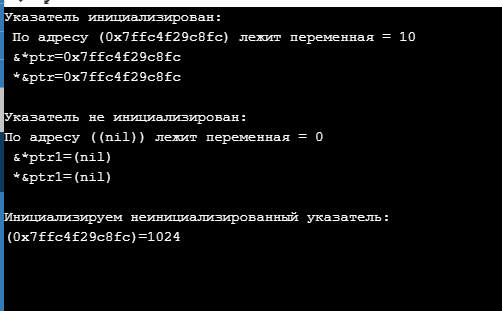 Указатель инициализирован:
По адресу (0x7ffc4f29c8fc) лежит переменная = 10
&*ptr=0x7ffc4f29c8fc
*&ptr=0x7ffc4f29c8fc
Указатель не инициализирован:
По адресу ((nil)) лежит переменная = 0
&*ptr1=(nil)
*&ptr1=(nil)
Инициализируем неинициализированный указатель:
(0x7ffc4f29c8fc)=1024